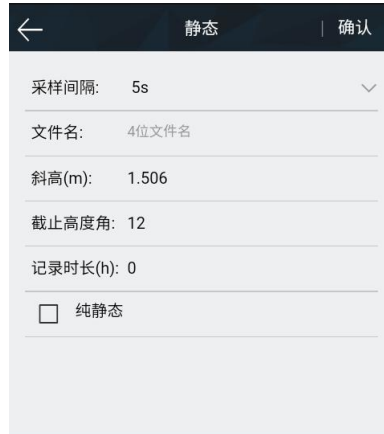 静态 | 确认
采样间隔: 5s
文件名: 4位文件名
斜高(m): 1.506
截止高度角: 12
记录时长(h): 0
纯静态